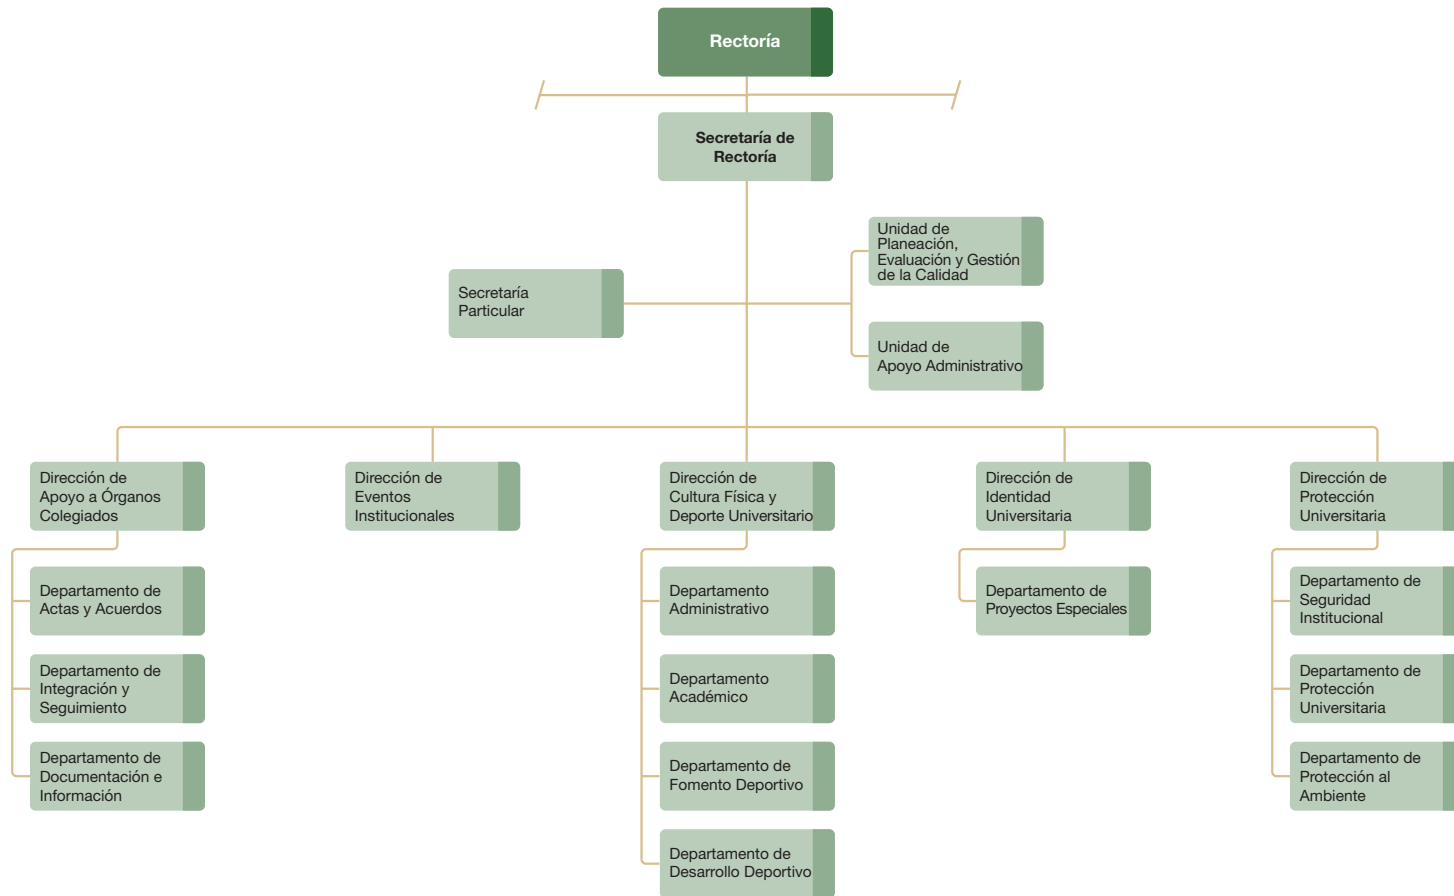 Rectoría
Secretaría de
Rectoría
Unidad de
Planeación,
Evaluación y Gestión
de la Calidad
Secretaría
Particular
Unidad de
Apoyo Administrativo
Dirección de
Apoyo a Órganos
Colegiados
Dirección de
Eventos
Institucionales
Dirección de
Cultura Física y
Deporte Universitario
Dirección de
Identidad
Universitaria
Dirección de
Protección
Universitaria
Departamento de
Actas y Acuerdos
Departamento de
Integración y
Seguimiento
Departamento de
Documentación e
Información
Departamento
Administrativo
Departamento
Académico
Departamento de
Fomento Deportivo
Departamento de
Desarrollo Deportivo
Departamento de
Proyectos Especiales
Departamento de
Seguridad
Institucional
Departamento de
Protección
Universitaria
Departamento de
Protección al
Ambiente